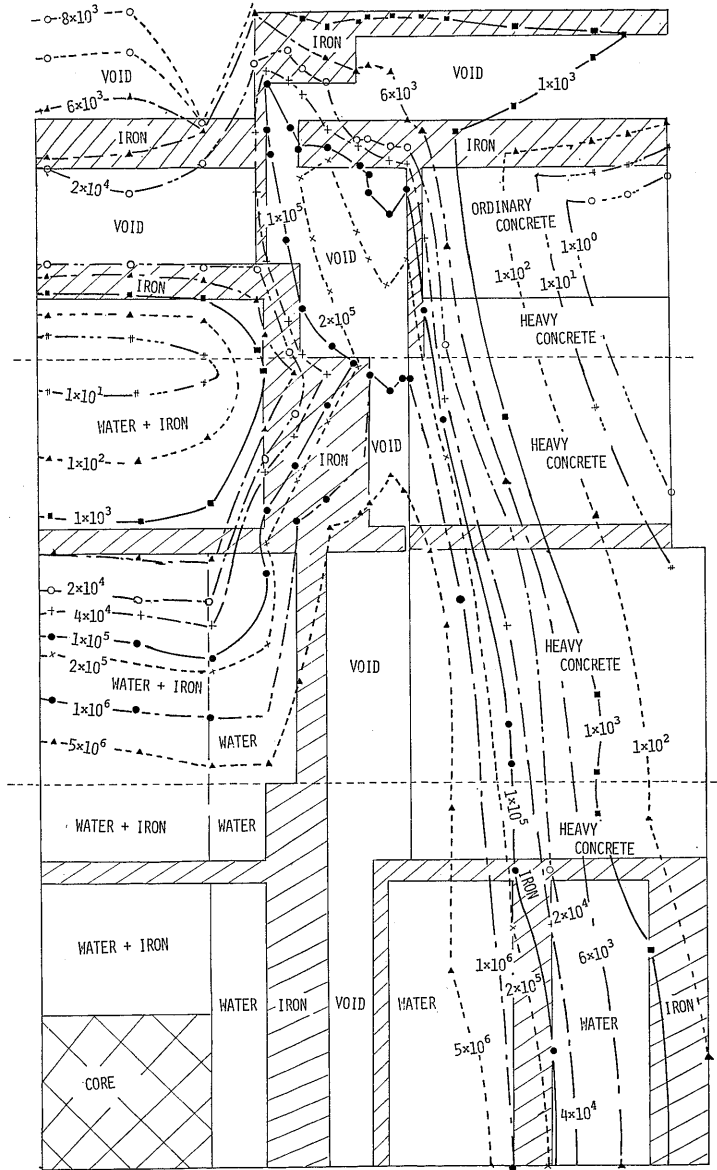 8×10³
IRON
VOID
VOID
6×10³
1×10³
6×10³
IRON
IRON
2×10⁴
1×10⁵
ORDINARY
CONCRETE
VOID
VOID
1×10⁰
1×10²
1×10¹
IRON
2×10⁵
HEAVY
CONCRETE
1×10¹
WATER + IRON
VOID
HEAVY
CONCRETE
1×10²
IRON
1×10³
2×10⁴
4×10⁴
1×10⁵
HEAVY
CONCRETE
2×10⁵
VOID
WATER + IRON
1×10⁶
1×10³
WATER
5×10⁶
1×10²
1×10⁵
WATER + IRON
WATER
HEAVY
CONCRETE
IRON
2×10⁴
WATER + IRON
6×10³
1×10⁶
2×10⁵
WATER
IRON
VOID
WATER
WATER
IRON
5×10⁶
CORE
4×10⁴